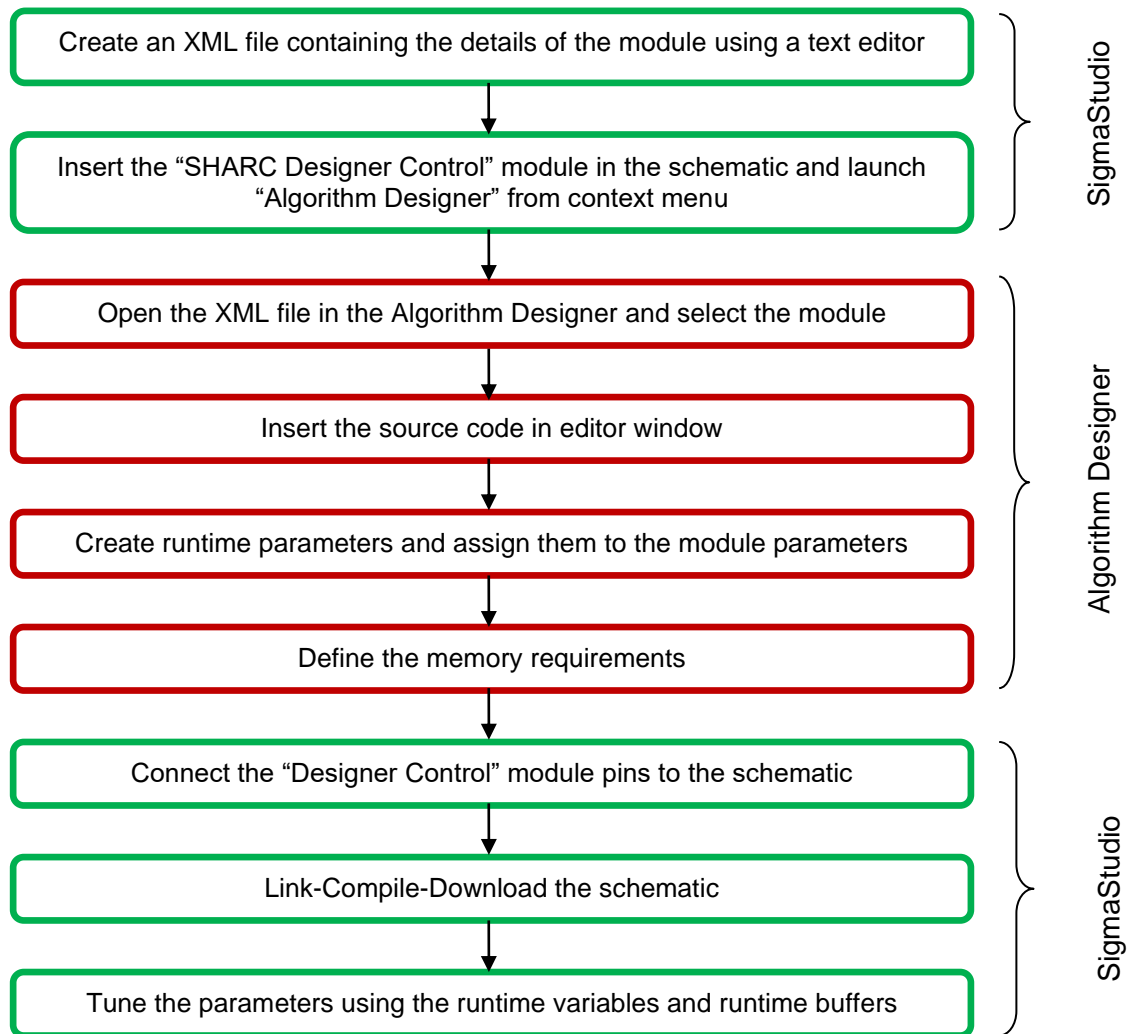 Create an XML file containing the details of the module using a text editor
Insert the “SHARC Designer Control” module in the schematic and launch
“Algorithm Designer” from context menu
SigmaStudio
Open the XML file in the Algorithm Designer and select the module
Insert the source code in editor window
Create runtime parameters and assign them to the module parameters
Define the memory requirements
Algorithm Designer
Connect the “Designer Control” module pins to the schematic
Link-Compile-Download the schematic
Tune the parameters using the runtime variables and runtime buffers
SigmaStudio